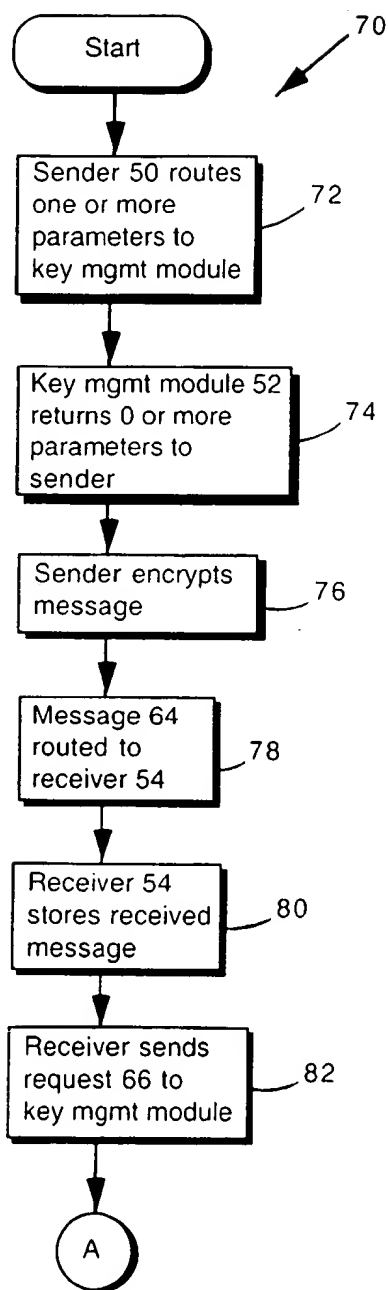 Start
70
Sender 50 routes
one or more
parameters to
key mgmt module
72
Key mgmt module 52
returns 0 or more
parameters to
sender
74
Sender encrypts
message
76
Message 64
routed to
receiver 54
78
Receiver 54
stores received
message
80
Receiver sends
request 66 to
key mgmt module
82
A